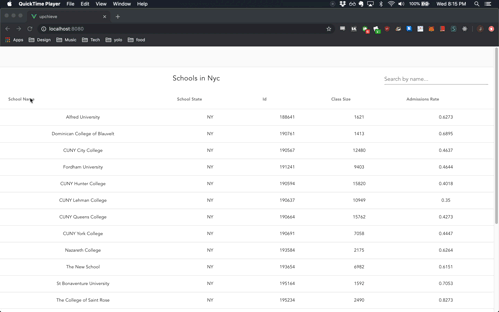 QuickTime Player File Edit View Window Help 100% Wed 8:15 PM
upchieve
localhost:8080
Apps Design Music Tech yolo food
Schools in Nyc
Search by name...
School Name School State Id Class Size Admissions Rate
Alfred University NY 188641 1621 0.6273
Dominican College of Blauvelt NY 190761 1413 0.6895
CUNY City College NY 190567 12480 0.4637
Fordham University NY 191241 9403 0.4644
CUNY Hunter College NY 190594 15820 0.4018
CUNY Lehman College NY 190637 10949 0.35
CUNY Queens College NY 190664 15762 0.4273
CUNY York College NY 190691 7058 0.4447
Nazareth College NY 193584 2175 0.6264
The New School NY 193654 6982 0.6151
St Bonaventure University NY 195164 1592 0.7053
The College of Saint Rose NY 195234 2490 0.8273